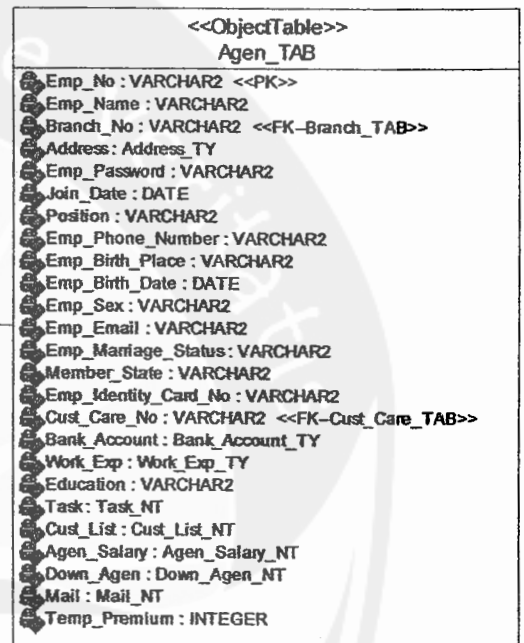 <<ObjectTable>>
Agen_TAB
Emp_No : VARCHAR2 <<PK>>
Emp_Name : VARCHAR2
Branch_No : VARCHAR2 <<FK-Branch_TAB>>
Address : Address_TY
Emp_Password : VARCHAR2
Join_Date : DATE
Position : VARCHAR2
Emp_Phone_Number : VARCHAR2
Emp_Birth_Place : VARCHAR2
Emp_Birth_Date : DATE
Emp_Sex : VARCHAR2
Emp_Email : VARCHAR2
Emp_Marriage_Status : VARCHAR2
Member_State : VARCHAR2
Emp_Identity_Card_No : VARCHAR2
Cust_Care_No : VARCHAR2 <<FK-Cust_Care_TAB>>
Bank_Account : Bank_Account_TY
Work_Exp : Work_Exp_TY
Education : VARCHAR2
Task : Task_NT
Cust_List : Cust_List_NT
Agen_Salary : Agen_Salary_NT
Down_Agen : Down_Agen_NT
Mail : Mail_NT
Temp_Premium : INTEGER